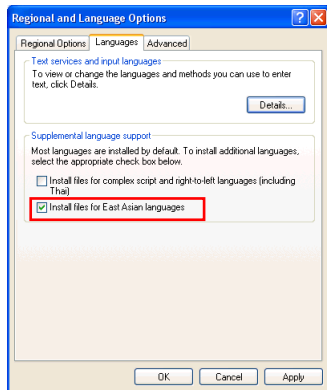 Regional and Language Options
Regional Options Languages Advanced
Text services and input languages
To view or change the languages and methods you can use to enter
text, click Details.
Details...
Supplemental language support
Most languages are installed by default. To install additional languages,
select the appropriate check box below.
Install files for complex script and right-to-left languages (including
Thai)
Install files for East Asian languages
OK Cancel Apply